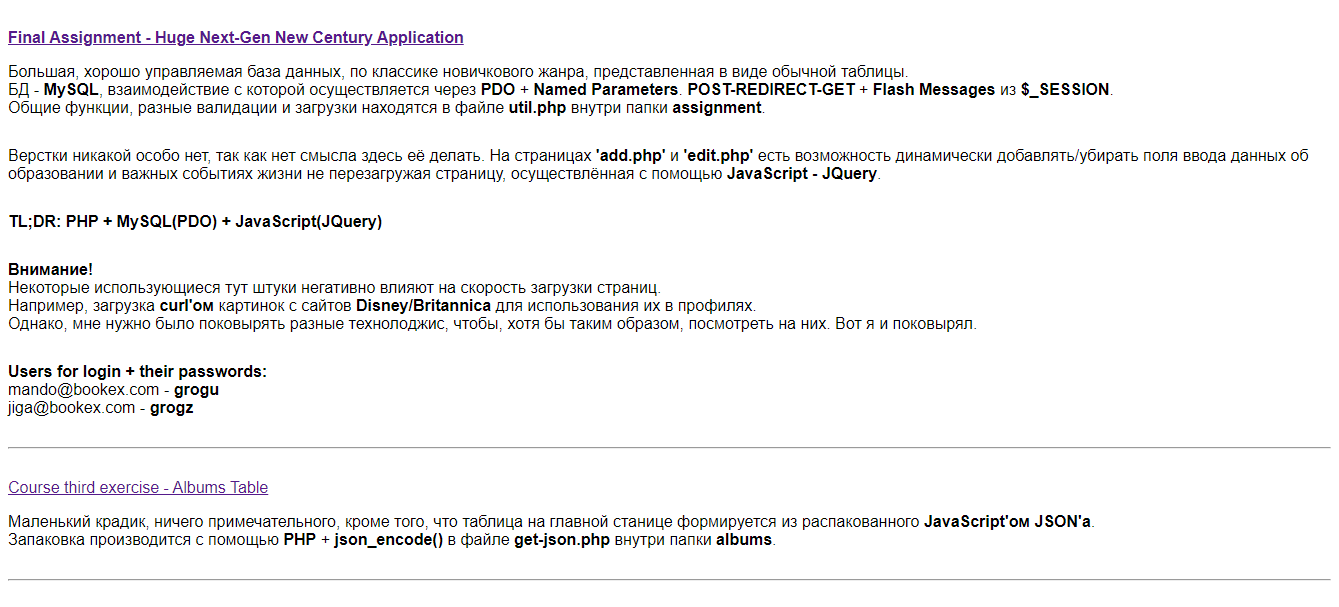 Final Assignment - Huge Next-Gen New Century Application
Большая, хорошо управляемая база данных, по классике новичкового жанра, представленная в виде обычной таблицы.
БД - MySQL, взаимодействие с которой осуществляется через PDO + Named Parameters. POST-REDIRECT-GET + Flash Messages из $_SESSION.
Общие функции, разные валидации и загрузки находятся в файле util.php внутри папки assignment.
Верстки никакой особо нет, так как нет смысла здесь её делать. На страницах 'add.php' и 'edit.php' есть возможность динамически добавлять/убирать поля ввода данных об
образовании и важных событиях жизни не перезагружая страницу, осуществлённая с помощью JavaScript - JQuery.
TL;DR: PHP + MySQL(PDO) + JavaScript(JQuery)
Внимание!
Некоторые использующиеся тут штуки негативно влияют на скорость загрузки страниц.
Например, загрузка curl'ом картинок с сайтов Disney/Britannica для использования их в профилях.
Однако, мне нужно было поковырять разные технолоджис, чтобы, хотя бы таким образом, посмотреть на них. Вот я и поковырял.
Users for login + their passwords:
mando@bookex.com - grogu
jiga@bookex.com - grogz
Course third exercise - Albums Table
Маленький крадик, ничего примечательного, кроме того, что таблица на главной станице формируется из распакованного JavaScript'ом JSON'а.
Запаковка производится с помощью PHP + json_encode() в файле get-json.php внутри папки albums.